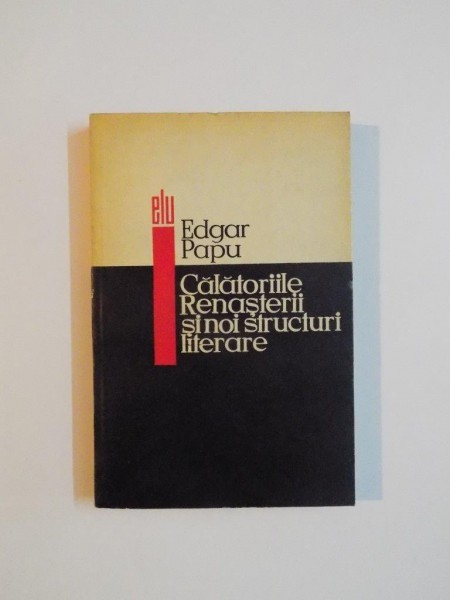 elu
Edgar
Papu
Călătoriile
Renașterii
și noi structuri
literare